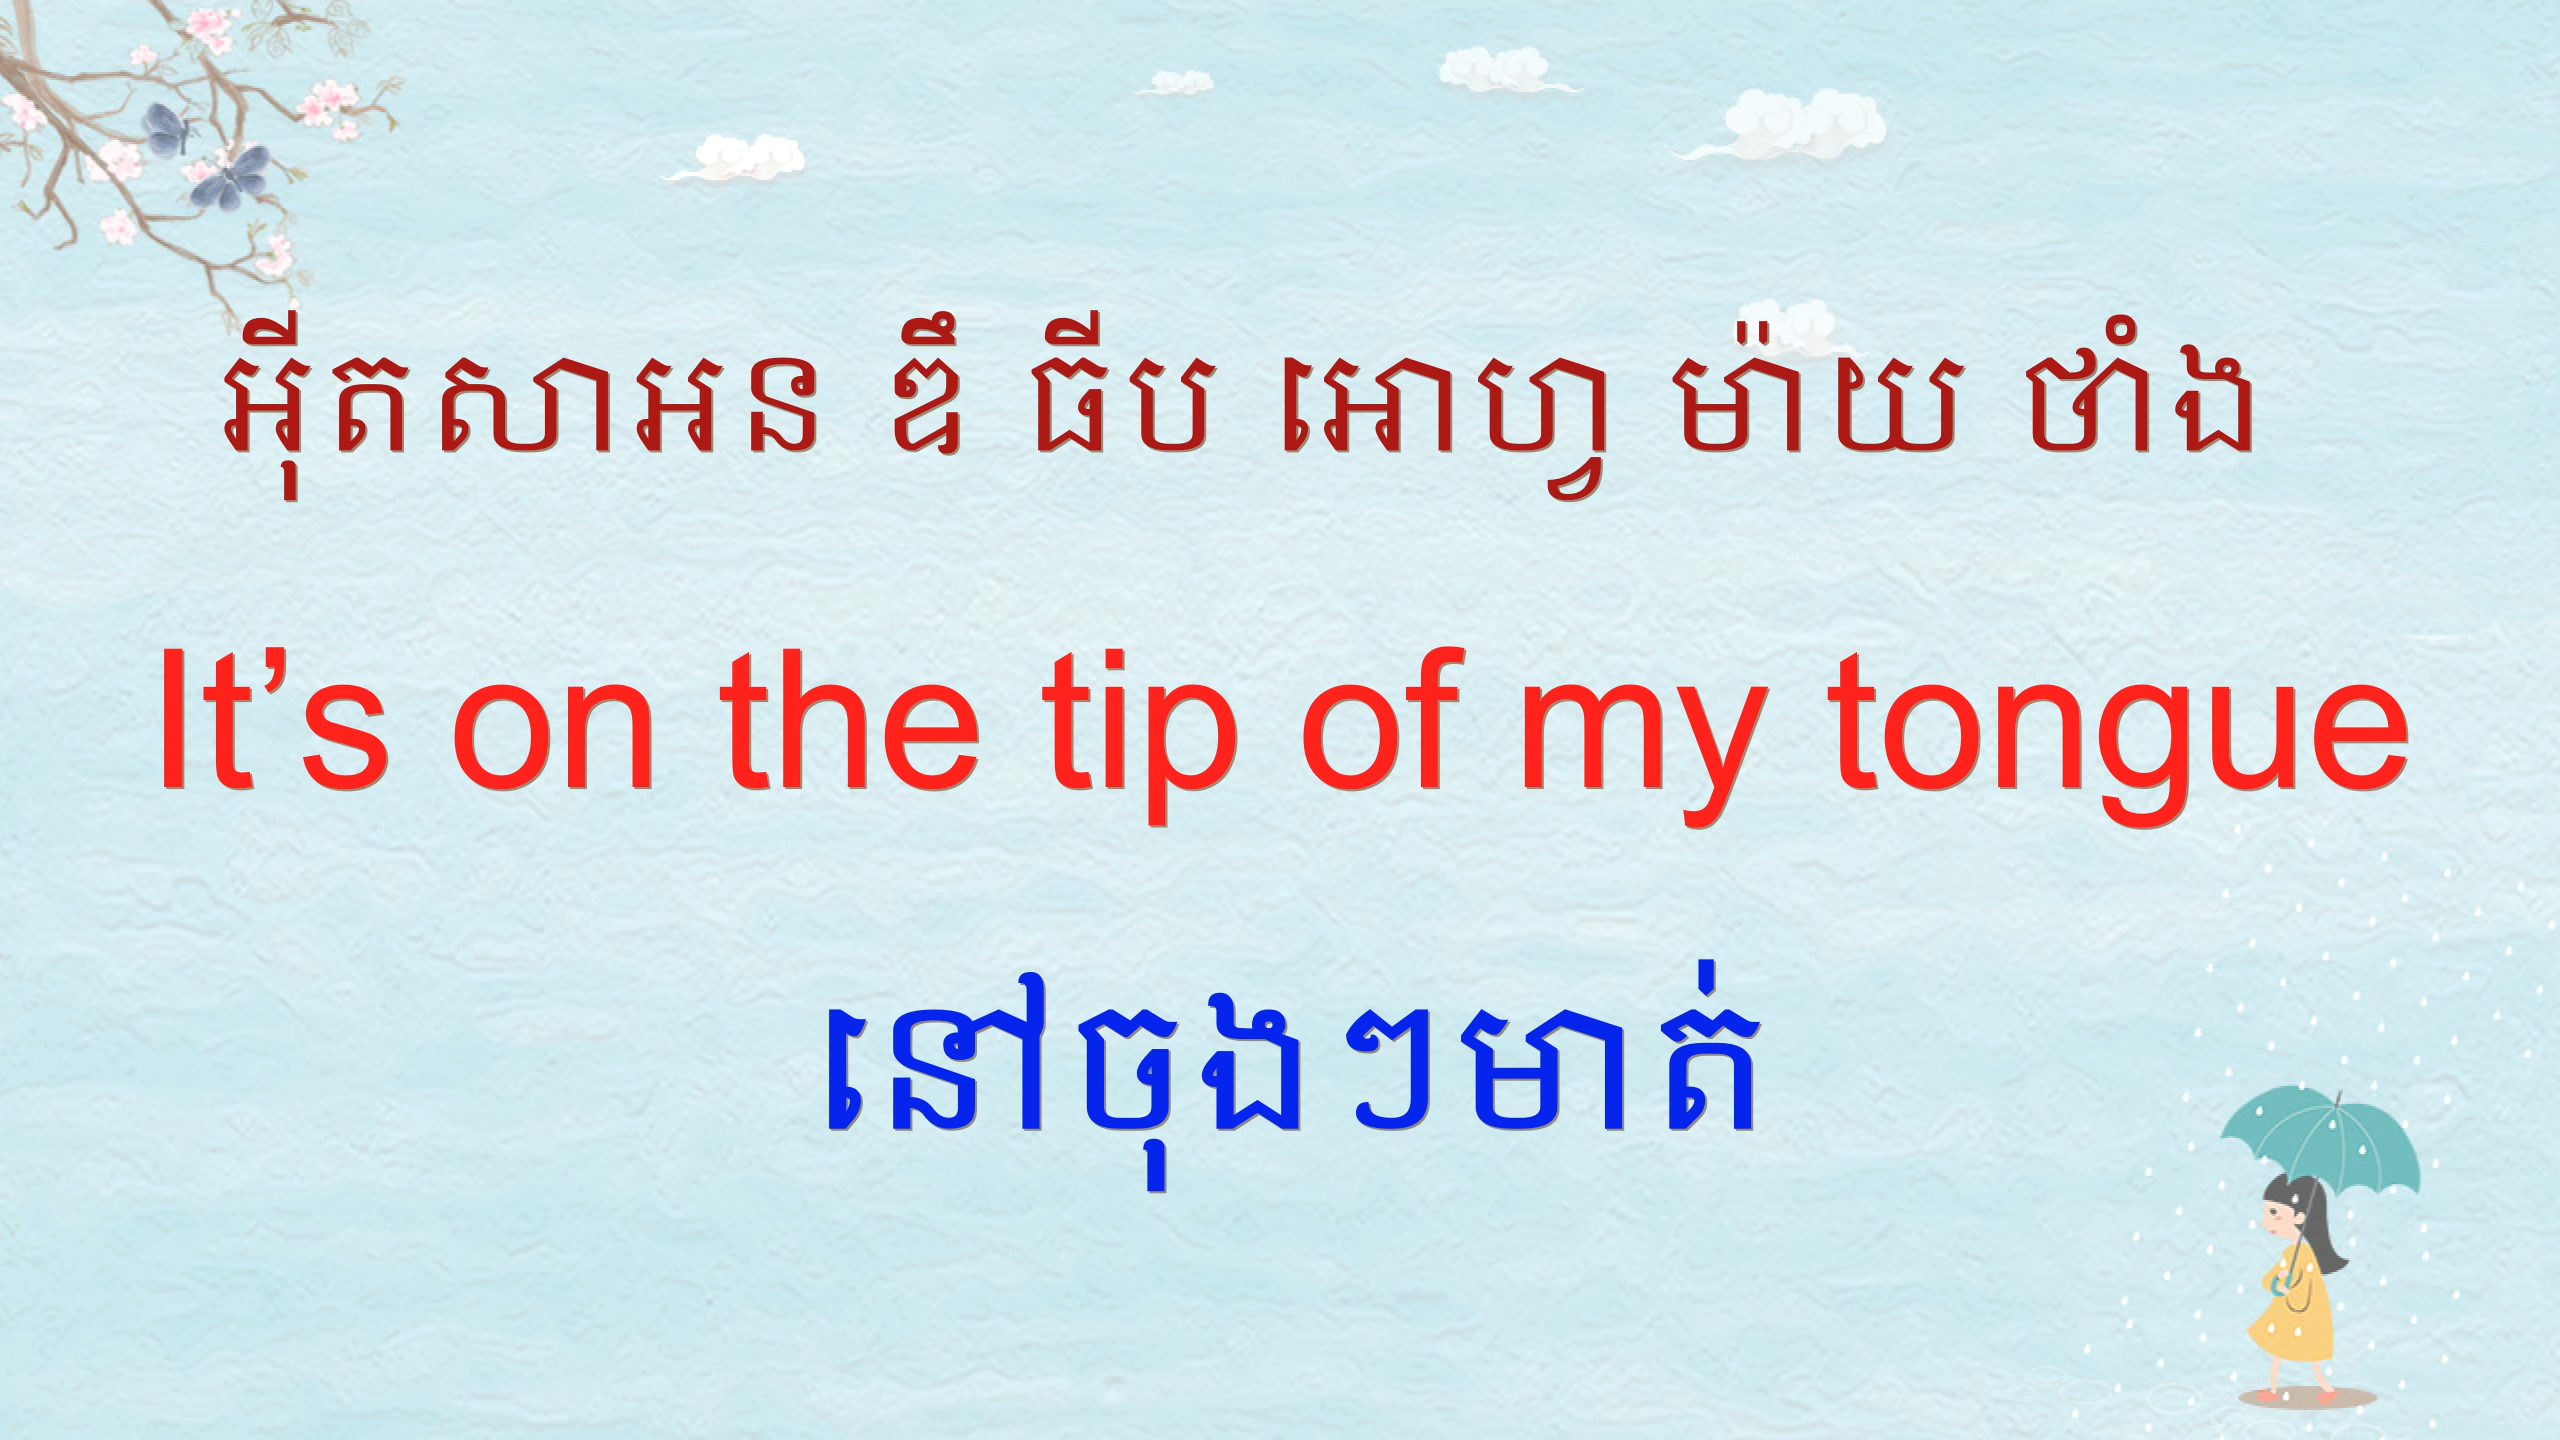 អ៊ីតសាអន ឌឹ ធីប អោហ្វ ម៉ាយ ថាំង
It’s on the tip of my tongue
នៅចុងៗមាត់